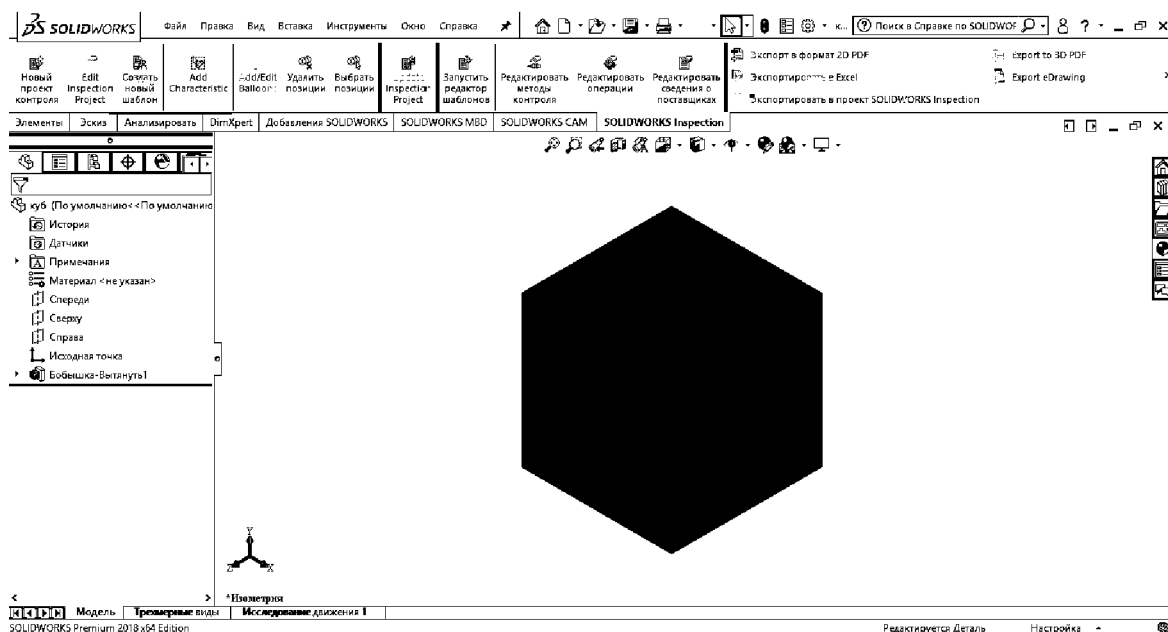 SOLIDWORKS Файл Правка Вид Вставка Инструменты Окно Справка к... Поиск в Справке по SOLIDWOF ?
Новый проект контроля
Edit Inspection Project
Создать новый шаблон
Add Characteristic
Add/Edit Balloons
Удалить позиции
Выбрать позиции
Update Inspection Project
Запустить редактор шаблонов
Редактировать методы контроля
Редактировать операции
Редактировать сведения о поставщиках
Экспорт в формат 2D PDF
Экспортировать в Excel
Экспортировать в проект SOLIDWORKS Inspection
Export to 3D PDF
Export eDrawing
Элементы Эскиз Анализировать DimXpert Добавления SOLIDWORKS SOLIDWORKS MBD SOLIDWORKS CAM SOLIDWORKS Inspection
куб (По умолчанию<<По умолчанию
История
Датчики
Примечания
Материал <не указан>
Спереди
Сверху
Справа
Исходная точка
Бобышка-Вытянуть1
Y
Z X
*Изометрия
Модель Трехмерные виды Исследование движения 1
SOLIDWORKS Premium 2018 x64 Edition Редактируется Деталь Настройка